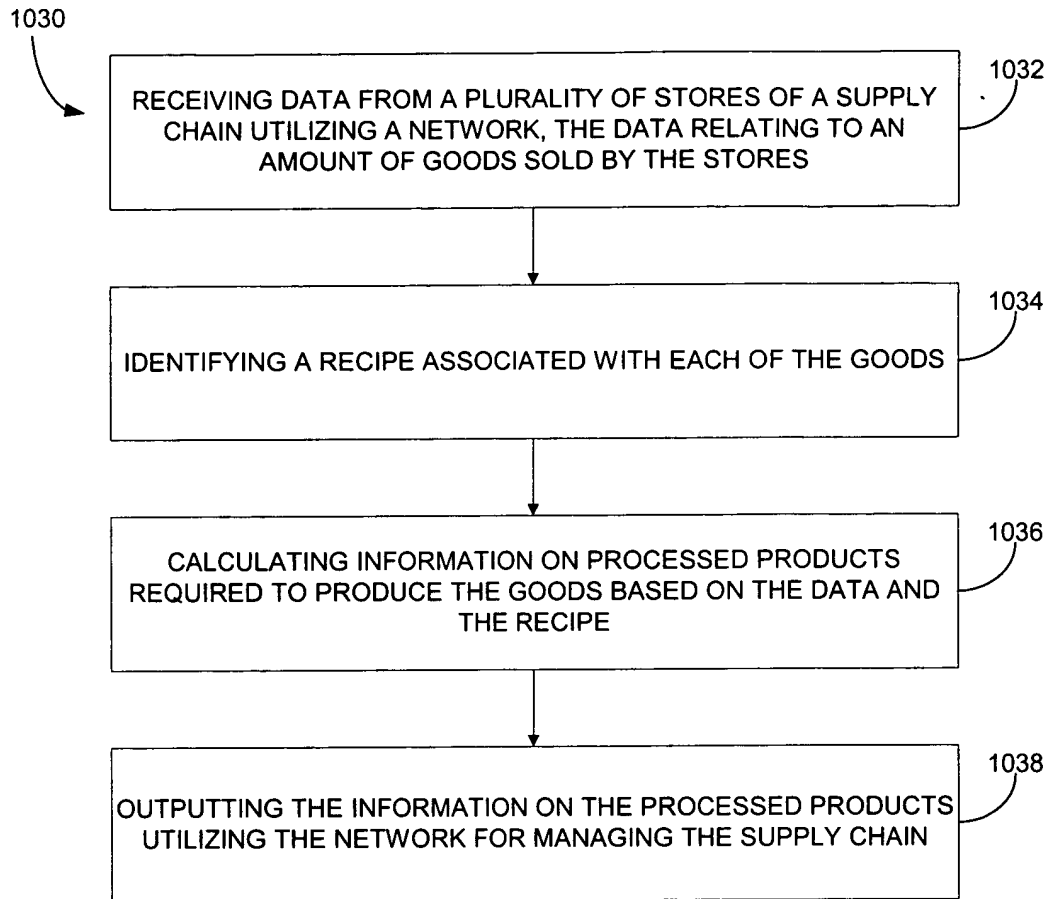 1030
1032
RECEIVING DATA FROM A PLURALITY OF STORES OF A SUPPLY
CHAIN UTILIZING A NETWORK, THE DATA RELATING TO AN
AMOUNT OF GOODS SOLD BY THE STORES
1034
IDENTIFYING A RECIPE ASSOCIATED WITH EACH OF THE GOODS
1036
CALCULATING INFORMATION ON PROCESSED PRODUCTS
REQUIRED TO PRODUCE THE GOODS BASED ON THE DATA AND
THE RECIPE
1038
OUTPUTTING THE INFORMATION ON THE PROCESSED PRODUCTS
UTILIZING THE NETWORK FOR MANAGING THE SUPPLY CHAIN